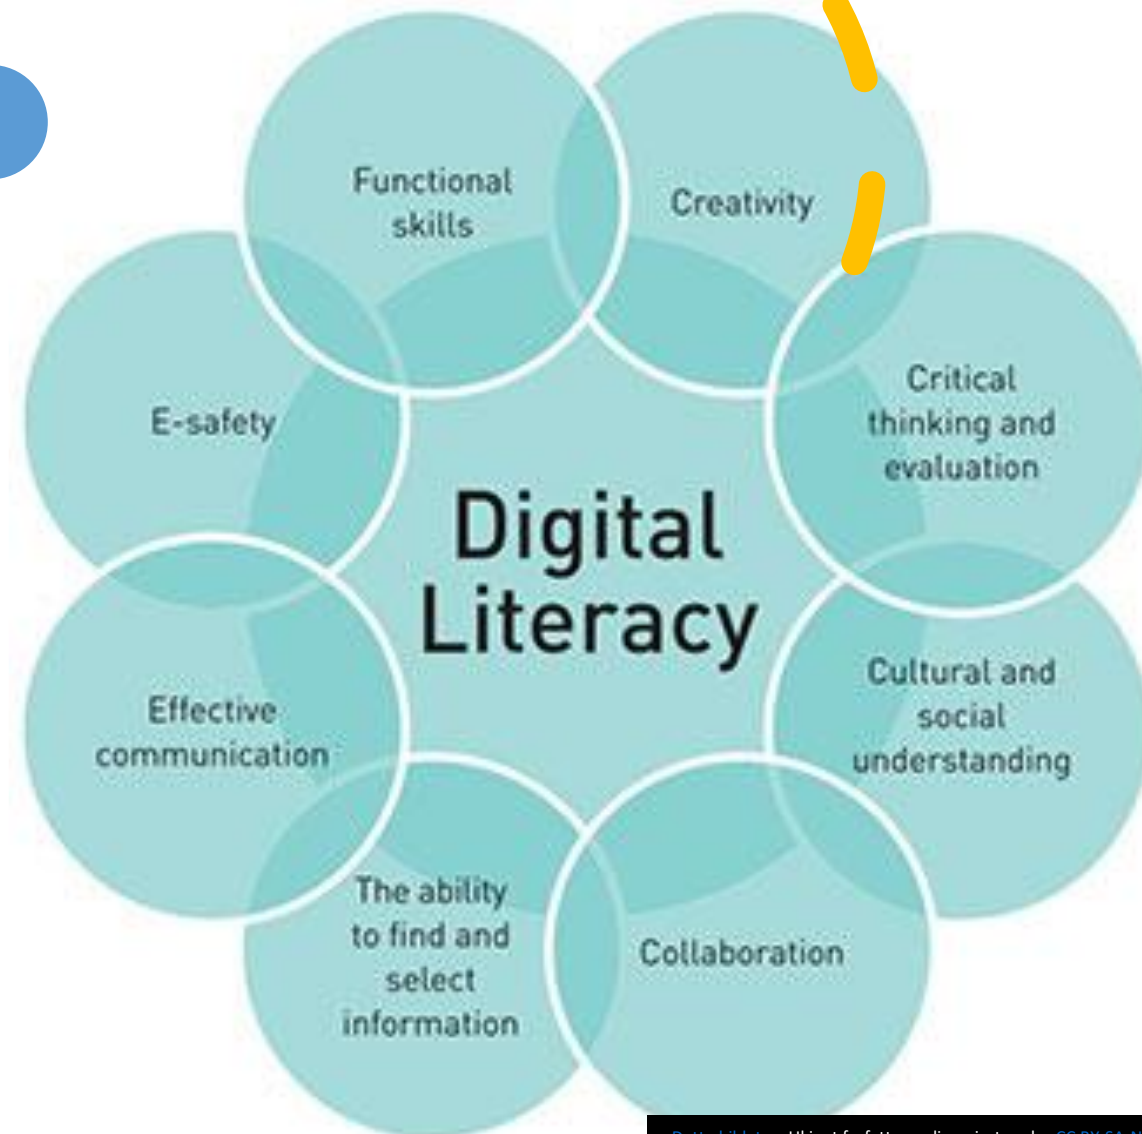 Functional
skills
Creativity
Critical
thinking and
evaluation
E-safety
Digital
Literacy
Cultural and
social
understanding
Effective
communication
The ability
to find and
select
information
Collaboration